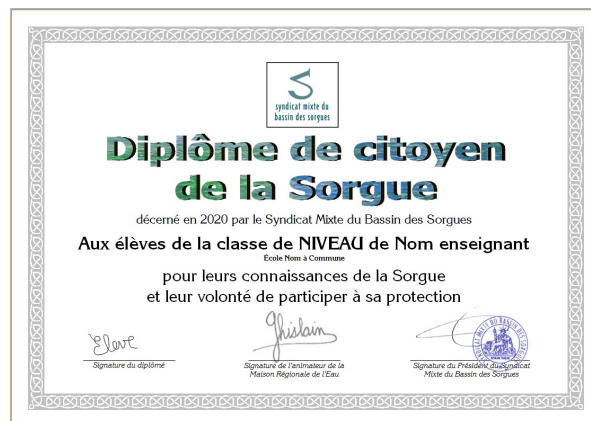 syndicat mixte du
bassin des sorgues
Diplôme de citoyen
de la Sorgue
décerné en 2020 par le Syndicat Mixte du Bassin des Sorgues
Aux élèves de la classe de NIVEAU de Nom enseignant
École Nom à Commune
pour leurs connaissances de la Sorgue
et leur volonté de participer à sa protection
Eleve
Ghislain
Signature du diplômé
Signature de l'animateur de la
Maison Régionale de l'Eau
Signature du Président du Syndicat
Mixte du Bassin des Sorgues